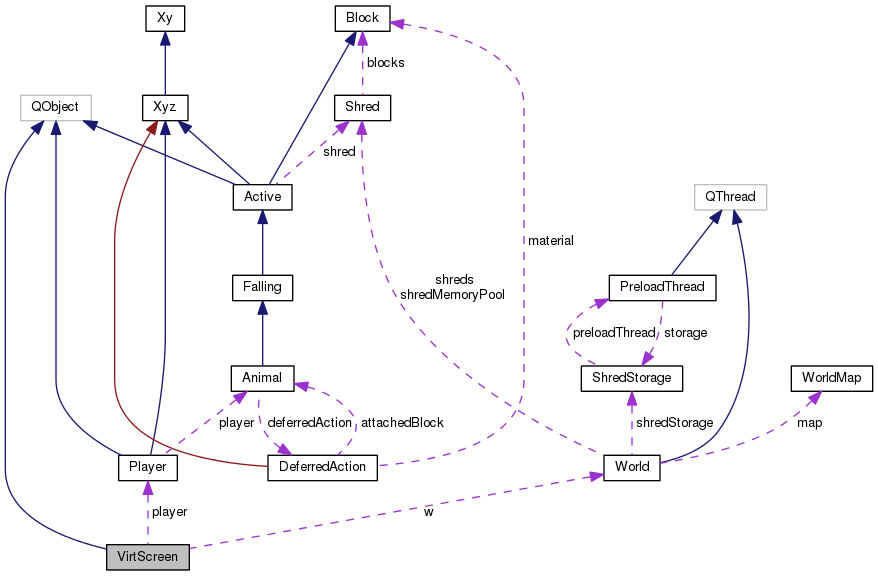 Xy
Block
blocks
QObject
Xyz
Shred
shred
Active
QThread
material
Falling
shreds
shredMemoryPool
PreloadThread
preloadThread
storage
Animal
ShredStorage
WorldMap
player
deferredAction
attachedBlock
shredStorage
map
Player
DeferredAction
World
player
w
VirtScreen